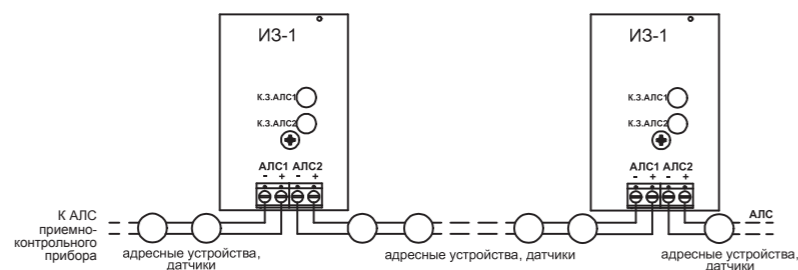 ИЗ-1
К.З.АЛС1
К.З.АЛС2
АЛС1 АЛС2
- + - +
ИЗ-1
К.З.АЛС1
К.З.АЛС2
АЛС1 АЛС2
- + - +
К АЛС
приемно-
контрольного
прибора
адресные устройства,
датчики
адресные устройства, датчики
АЛС
адресные устройства,
датчики